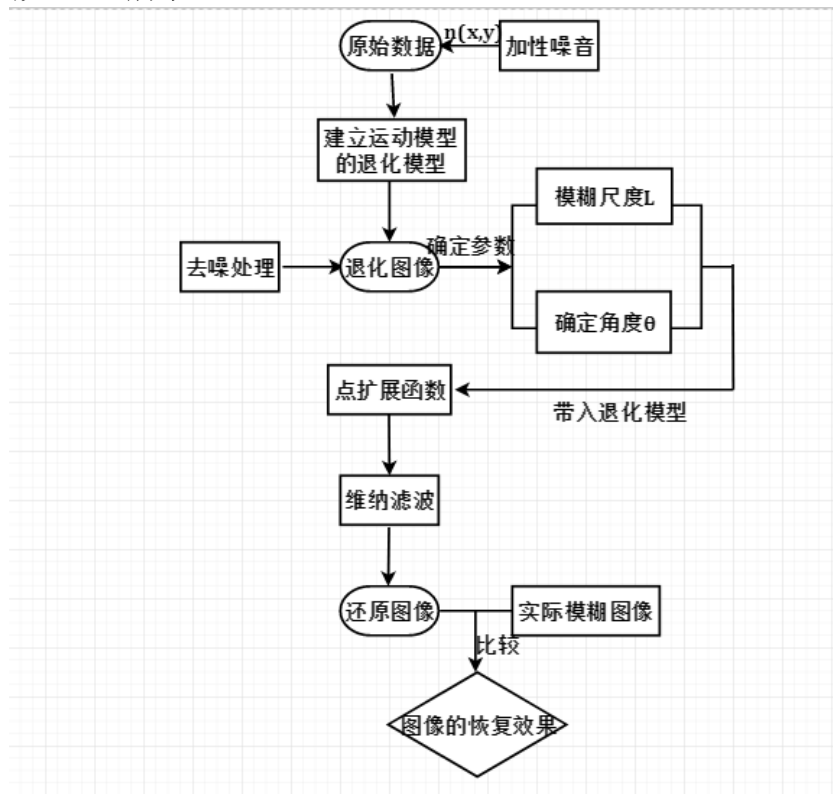 原始数据
n(x,y)
加性噪音
建立运动模型
的退化模型
模糊尺度L
确定参数
去噪处理
退化图像
确定角度θ
点扩展函数
带入退化模型
维纳滤波
还原图像
实际模糊图像
比较
图像的恢复效果